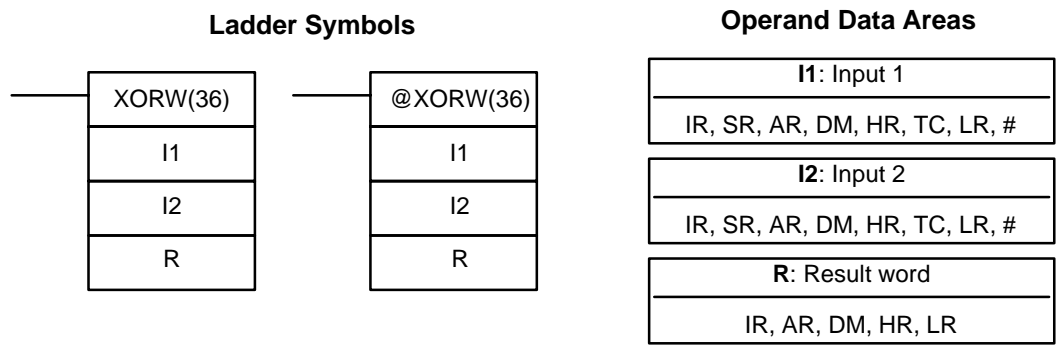 Ladder Symbols
XORW(36)
I1
I2
R
@XORW(36)
I1
I2
R
Operand Data Areas
I1: Input 1
IR, SR, AR, DM, HR, TC, LR, #
I2: Input 2
IR, SR, AR, DM, HR, TC, LR, #
R: Result word
IR, AR, DM, HR, LR